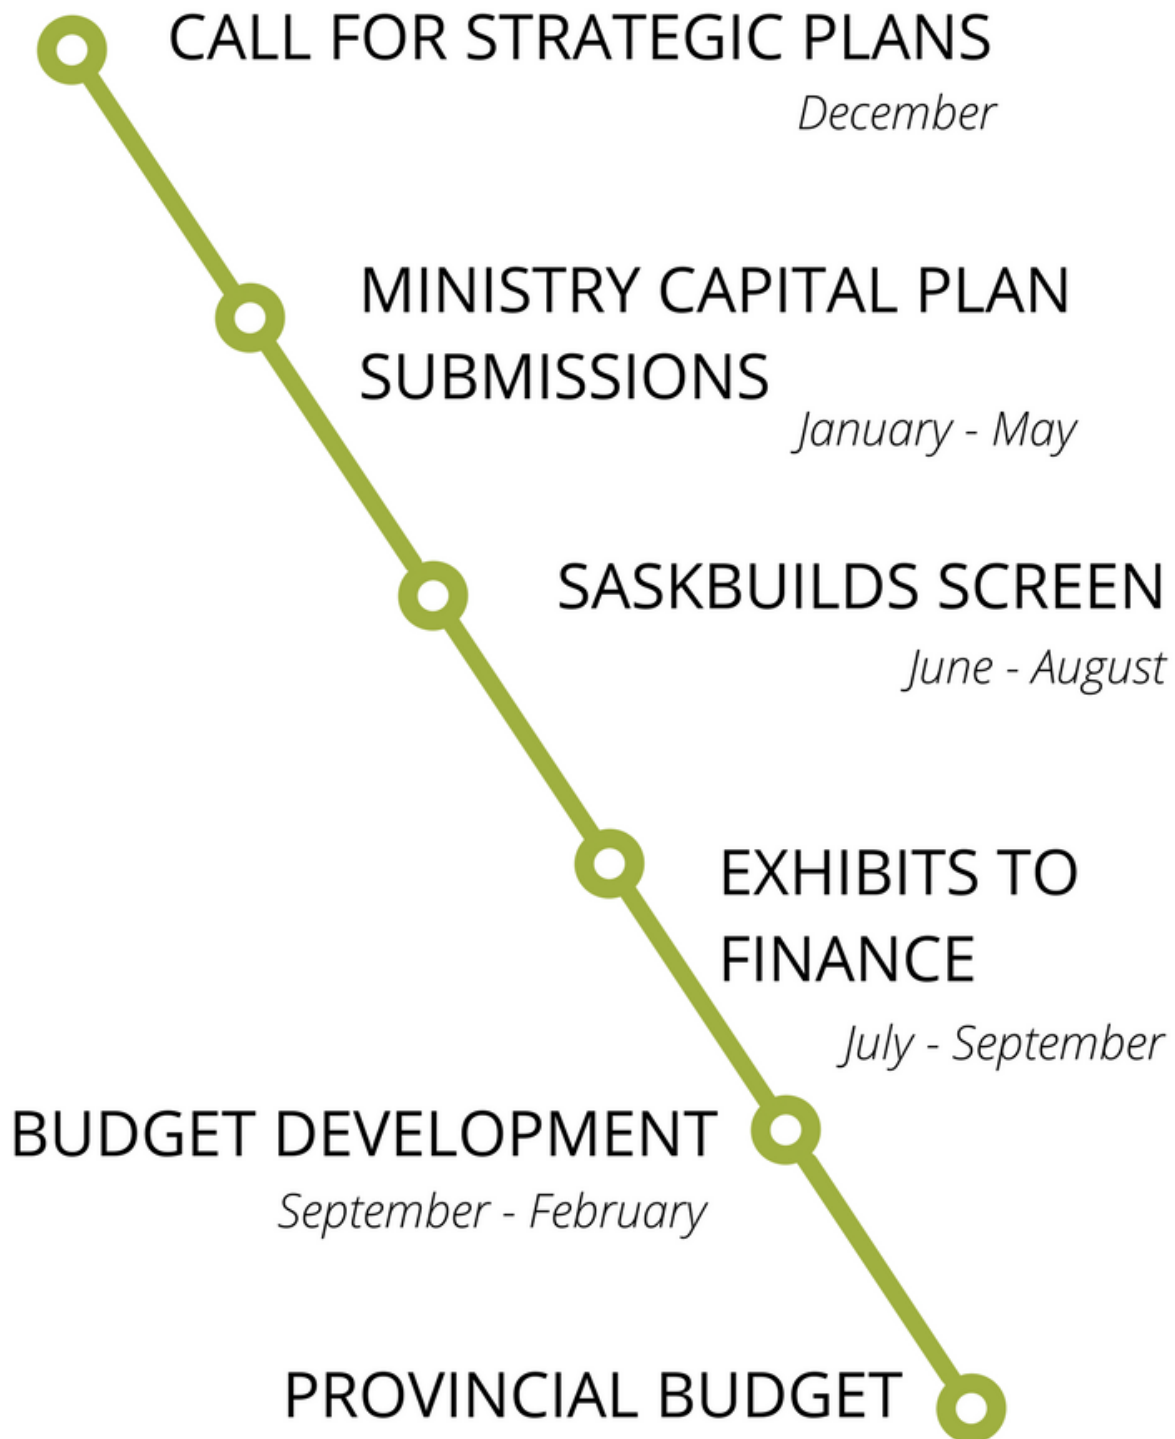 CALL FOR STRATEGIC PLANS
December
MINISTRY CAPITAL PLAN
SUBMISSIONS
January - May
SASKBUILDS SCREEN
June - August
EXHIBITS TO
FINANCE
July - September
BUDGET DEVELOPMENT
September - February
PROVINCIAL BUDGET